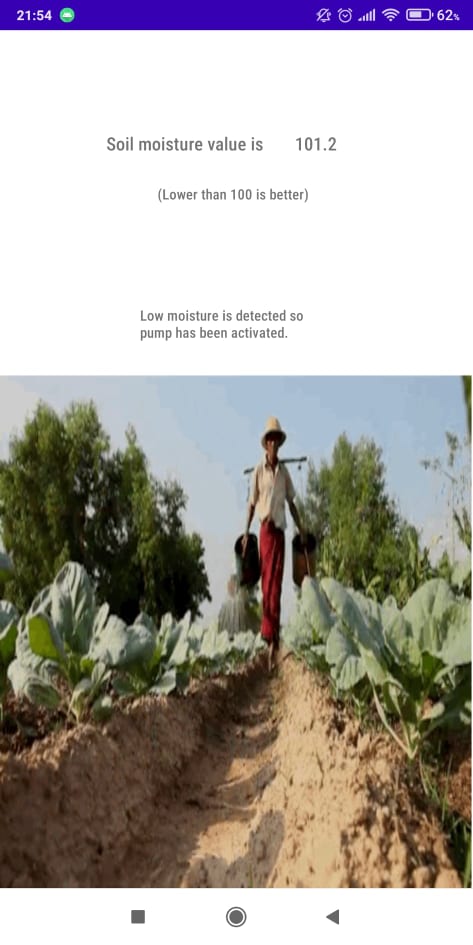 21:54 62%
Soil moisture value is 101.2
(Lower than 100 is better)
Low moisture is detected so
pump has been activated.